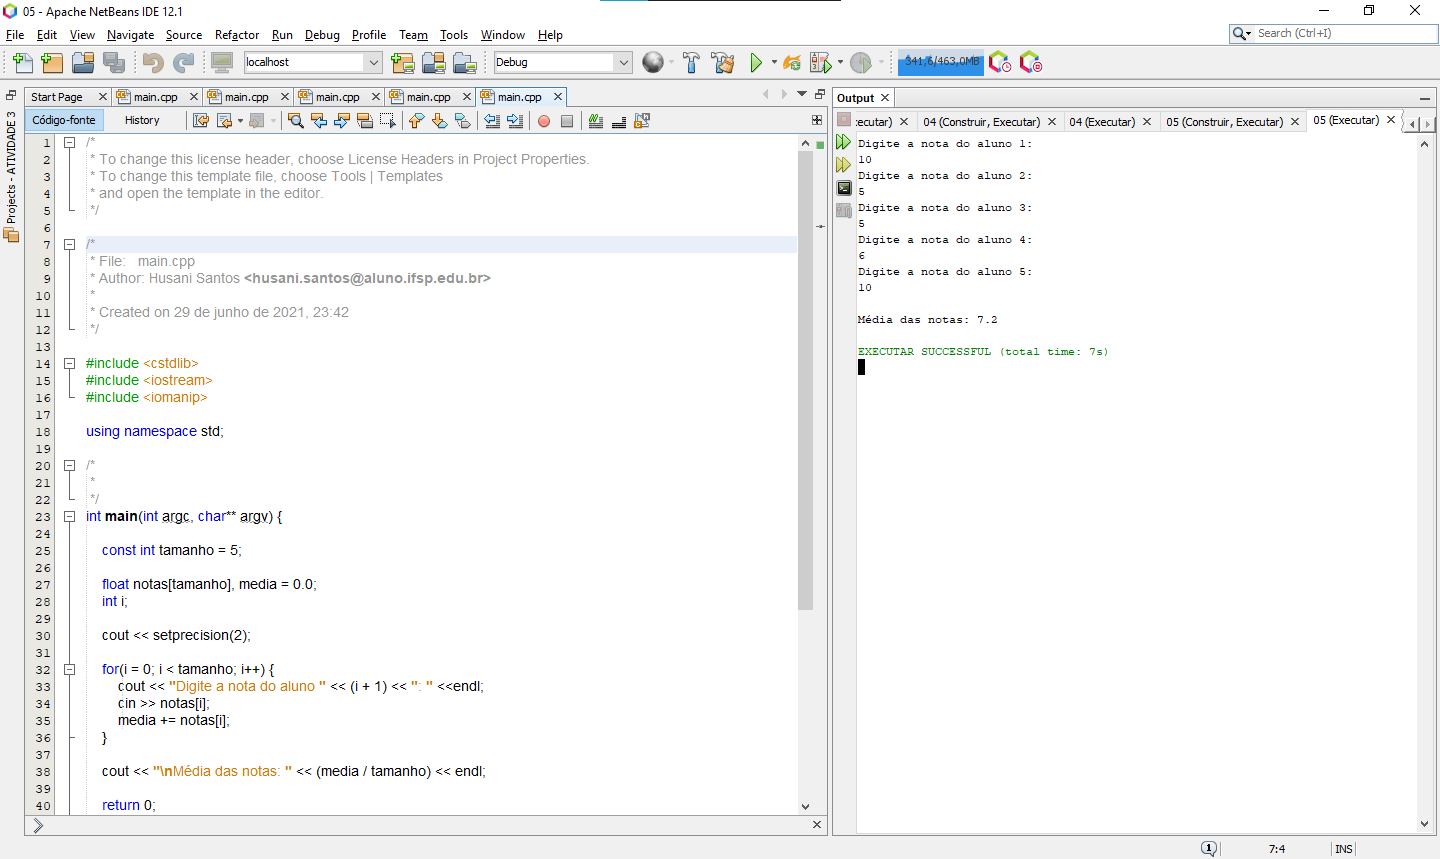 05 - Apache NetBeans IDE 12.1
File Edit View Navigate Source Refactor Run Debug Profile Team Tools Window Help
Search (Ctrl+I)
localhost
Debug
341,6/463,0MB
Projects - ATIVIDADE 3
Start Page main.cpp main.cpp main.cpp main.cpp main.cpp
Código-fonte History
1 /*
2 * To change this license header, choose License Headers in Project Properties.
3 * To change this template file, choose Tools | Templates
4 * and open the template in the editor.
5 */
6
7 /*
8 * File:   main.cpp
9 * Author: Husani Santos <husani.santos@aluno.ifsp.edu.br>
10 *
11 * Created on 29 de junho de 2021, 23:42
12 */
13
14 #include <cstdlib>
15 #include <iostream>
16 #include <iomanip>
17
18 using namespace std;
19
20 /*
21 *
22 */
23 int main(int argc, char** argv) {
24
25 const int tamanho = 5;
26
27 float notas[tamanho], media = 0.0;
28 int i;
29
30 cout << setprecision(2);
31
32 for(i = 0; i < tamanho; i++) {
33 cout << "Digite a nota do aluno " << (i + 1) << ": " <<endl;
34 cin >> notas[i];
35 media += notas[i];
36 }
37
38 cout << "\nMédia das notas: " << (media / tamanho) << endl;
39
40 return 0;
Output
:ecutar) 04 (Construir, Executar) 04 (Executar) 05 (Construir, Executar) 05 (Executar)
Digite a nota do aluno 1:
10
Digite a nota do aluno 2:
5
Digite a nota do aluno 3:
5
Digite a nota do aluno 4:
6
Digite a nota do aluno 5:
10
Média das notas: 7.2
EXECUTAR SUCCESSFUL (total time: 7s)
1 7:4 INS